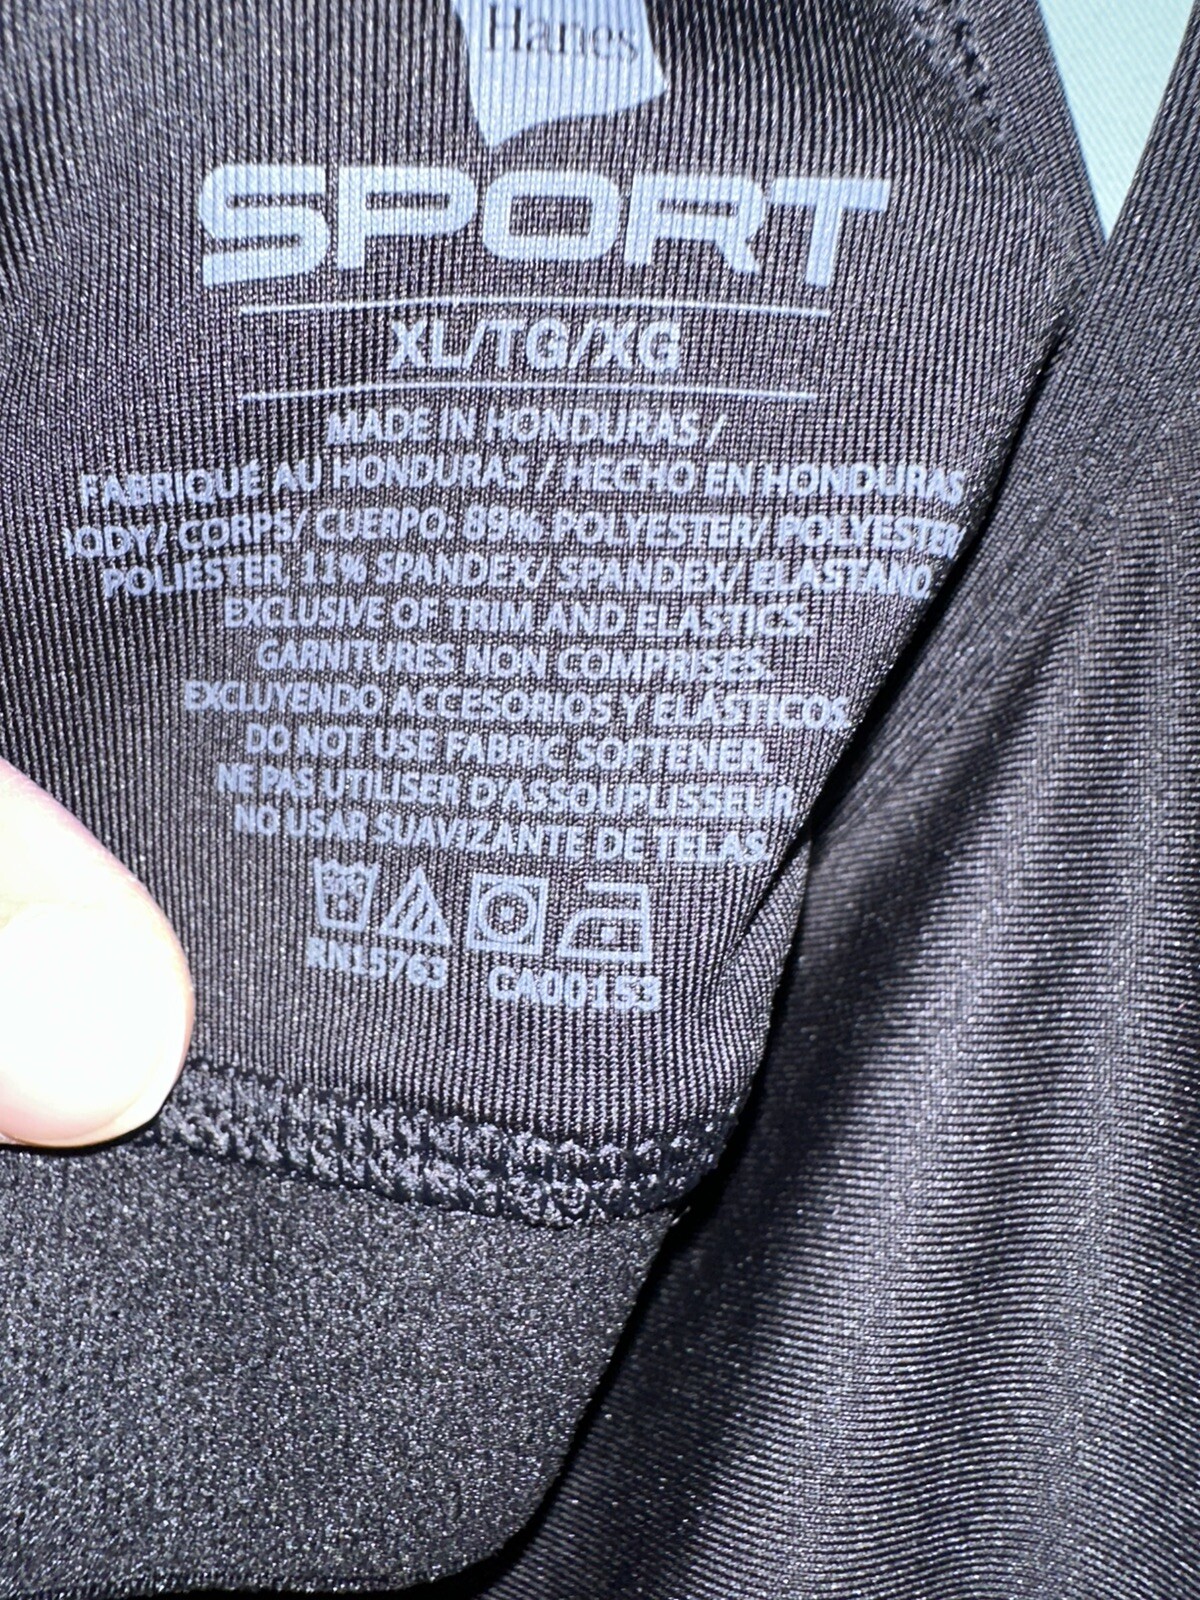 Hanes
SPORT
XL/TG/XG
MADE IN HONDURAS /
FABRIQUÉ AU HONDURAS / HECHO EN HONDURAS
CORPS/ CUERPO: 89% POLYESTER/ POLYESTER/
POLIÉSTER, 11% SPANDEX/ SPANDEX/ ELASTANO,
EXCLUSIVE OF TRIM AND ELASTICS.
GARNITURES NON COMPRISES.
EXCLUYENDO ACCESORIOS Y ELÁSTICOS.
DO NOT USE FABRIC SOFTENER.
NE PAS UTILISER D'ASSOUPLISSEUR.
NO USAR SUAVIZANTE DE TELAS.
RN15763 CA00153